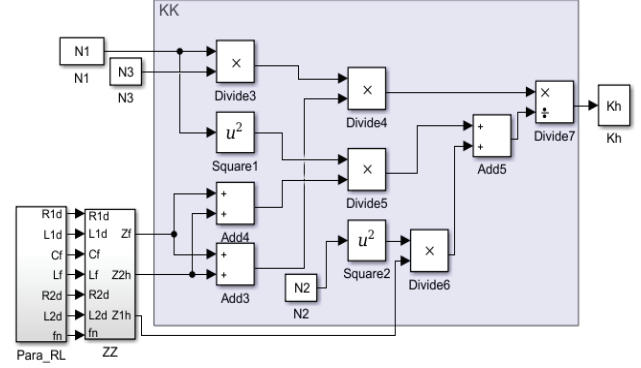 KK
N1
N1
N3
N3
×
Divide3
u²
Square1
+
+
Add4
+
+
Add3
×
Divide4
×
Divide5
u²
Square2
N2
N2
×
Divide6
+
+
Add5
×
÷
Divide7
Kh
Kh
R1d
L1d
Cf
Lf
R2d
L2d
fn
Para_RL
R1d
L1d Zf
Cf
Lf Z2h
R2d
L2d Z1h
fn
ZZ